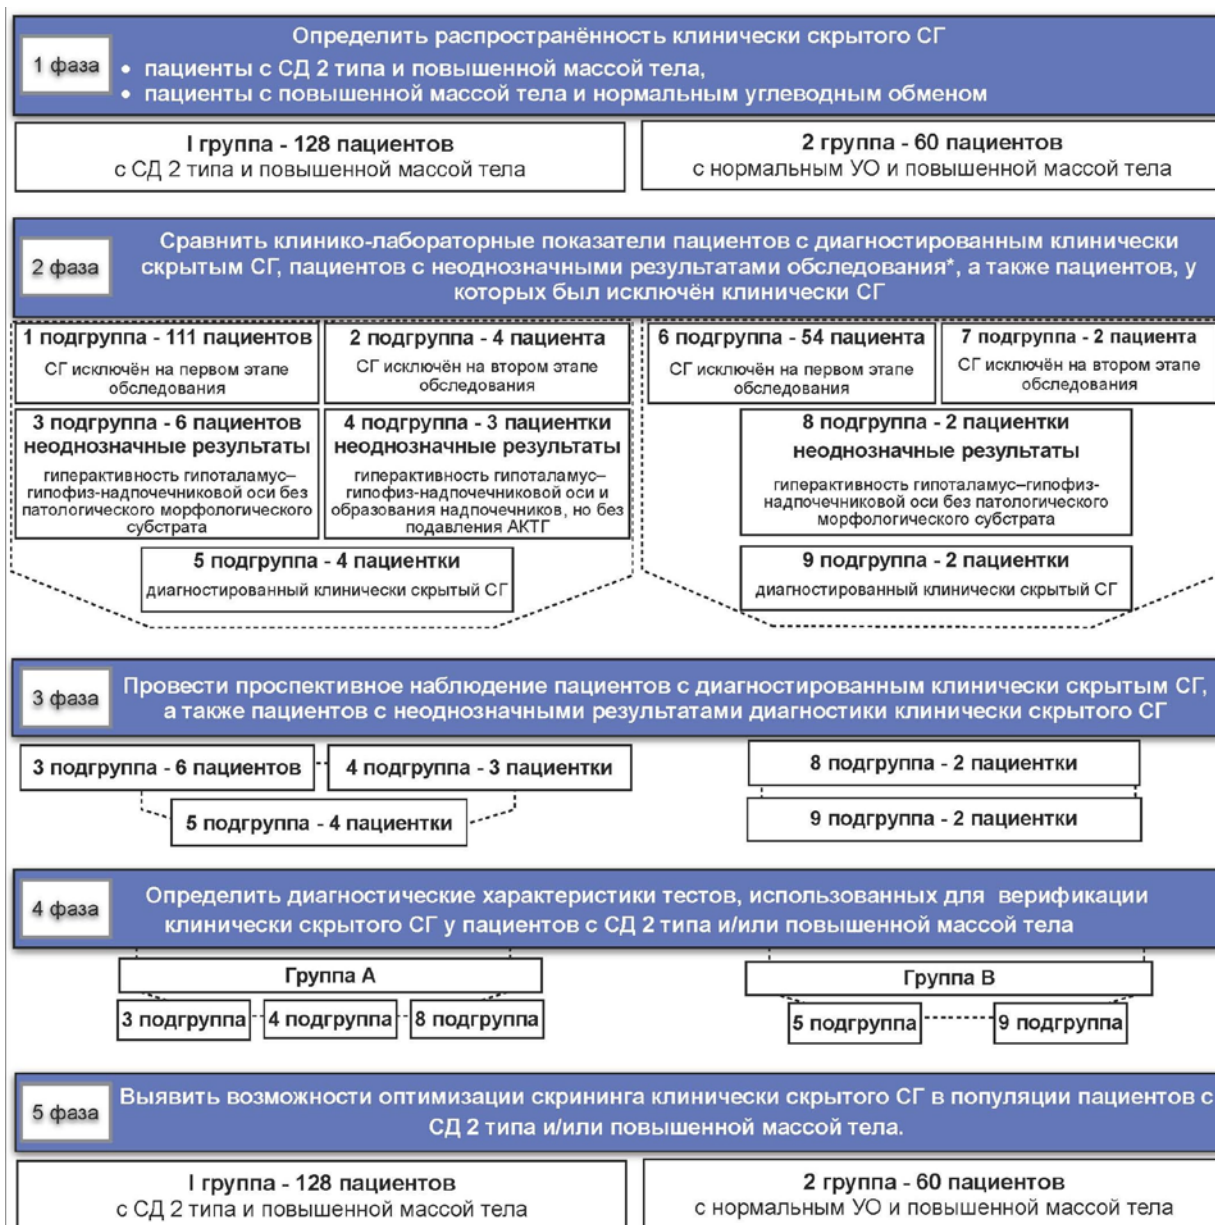 1 фаза
Определить распространённость клинически скрытого СГ
• пациенты с СД 2 типа и повышенной массой тела,
• пациенты с повышенной массой тела и нормальным углеводным обменом
I группа - 128 пациентов
с СД 2 типа и повышенной массой тела
2 группа - 60 пациентов
с нормальным УО и повышенной массой тела
2 фаза
Сравнить клинико-лабораторные показатели пациентов с диагностированным клинически
скрытым СГ, пациентов с неоднозначными результатами обследования*, а также пациентов, у
которых был исключён клинически СГ
1 подгруппа - 111 пациентов
СГ исключён на первом этапе
обследования
2 подгруппа - 4 пациента
СГ исключён на втором этапе
обследования
6 подгруппа - 54 пациента
СГ исключён на первом этапе
обследования
7 подгруппа - 2 пациента
СГ исключён на втором этапе
обследования
3 подгруппа - 6 пациентов
неоднозначные результаты
гиперактивность гипоталамус–
гипофиз-надпочечниковой оси без
патологического морфологического
субстрата
4 подгруппа - 3 пациентки
неоднозначные результаты
гиперактивность гипоталамус–
гипофиз-надпочечниковой оси и
образования надпочечников, но без
подавления АКТГ
8 подгруппа - 2 пациентки
неоднозначные результаты
гиперактивность гипоталамус–гипофиз-
надпочечниковой оси без патологического
морфологического субстрата
5 подгруппа - 4 пациентки
диагностированный клинически скрытый СГ
9 подгруппа - 2 пациентки
диагностированный клинически скрытый СГ
3 фаза
Провести проспективное наблюдение пациентов с диагностированным клинически скрытым СГ,
а также пациентов с неоднозначными результатами диагностики клинически скрытого СГ
3 подгруппа - 6 пациентов
4 подгруппа - 3 пациентки
5 подгруппа - 4 пациентки
8 подгруппа - 2 пациентки
9 подгруппа - 2 пациентки
4 фаза
Определить диагностические характеристики тестов, использованных для верификации
клинически скрытого СГ у пациентов с СД 2 типа и/или повышенной массой тела
Группа А
3 подгруппа
4 подгруппа
8 подгруппа
Группа В
5 подгруппа
9 подгруппа
5 фаза
Выявить возможности оптимизации скрининга клинически скрытого СГ в популяции пациентов с
СД 2 типа и/или повышенной массой тела.
I группа - 128 пациентов
с СД 2 типа и повышенной массой тела
2 группа - 60 пациентов
с нормальным УО и повышенной массой тела